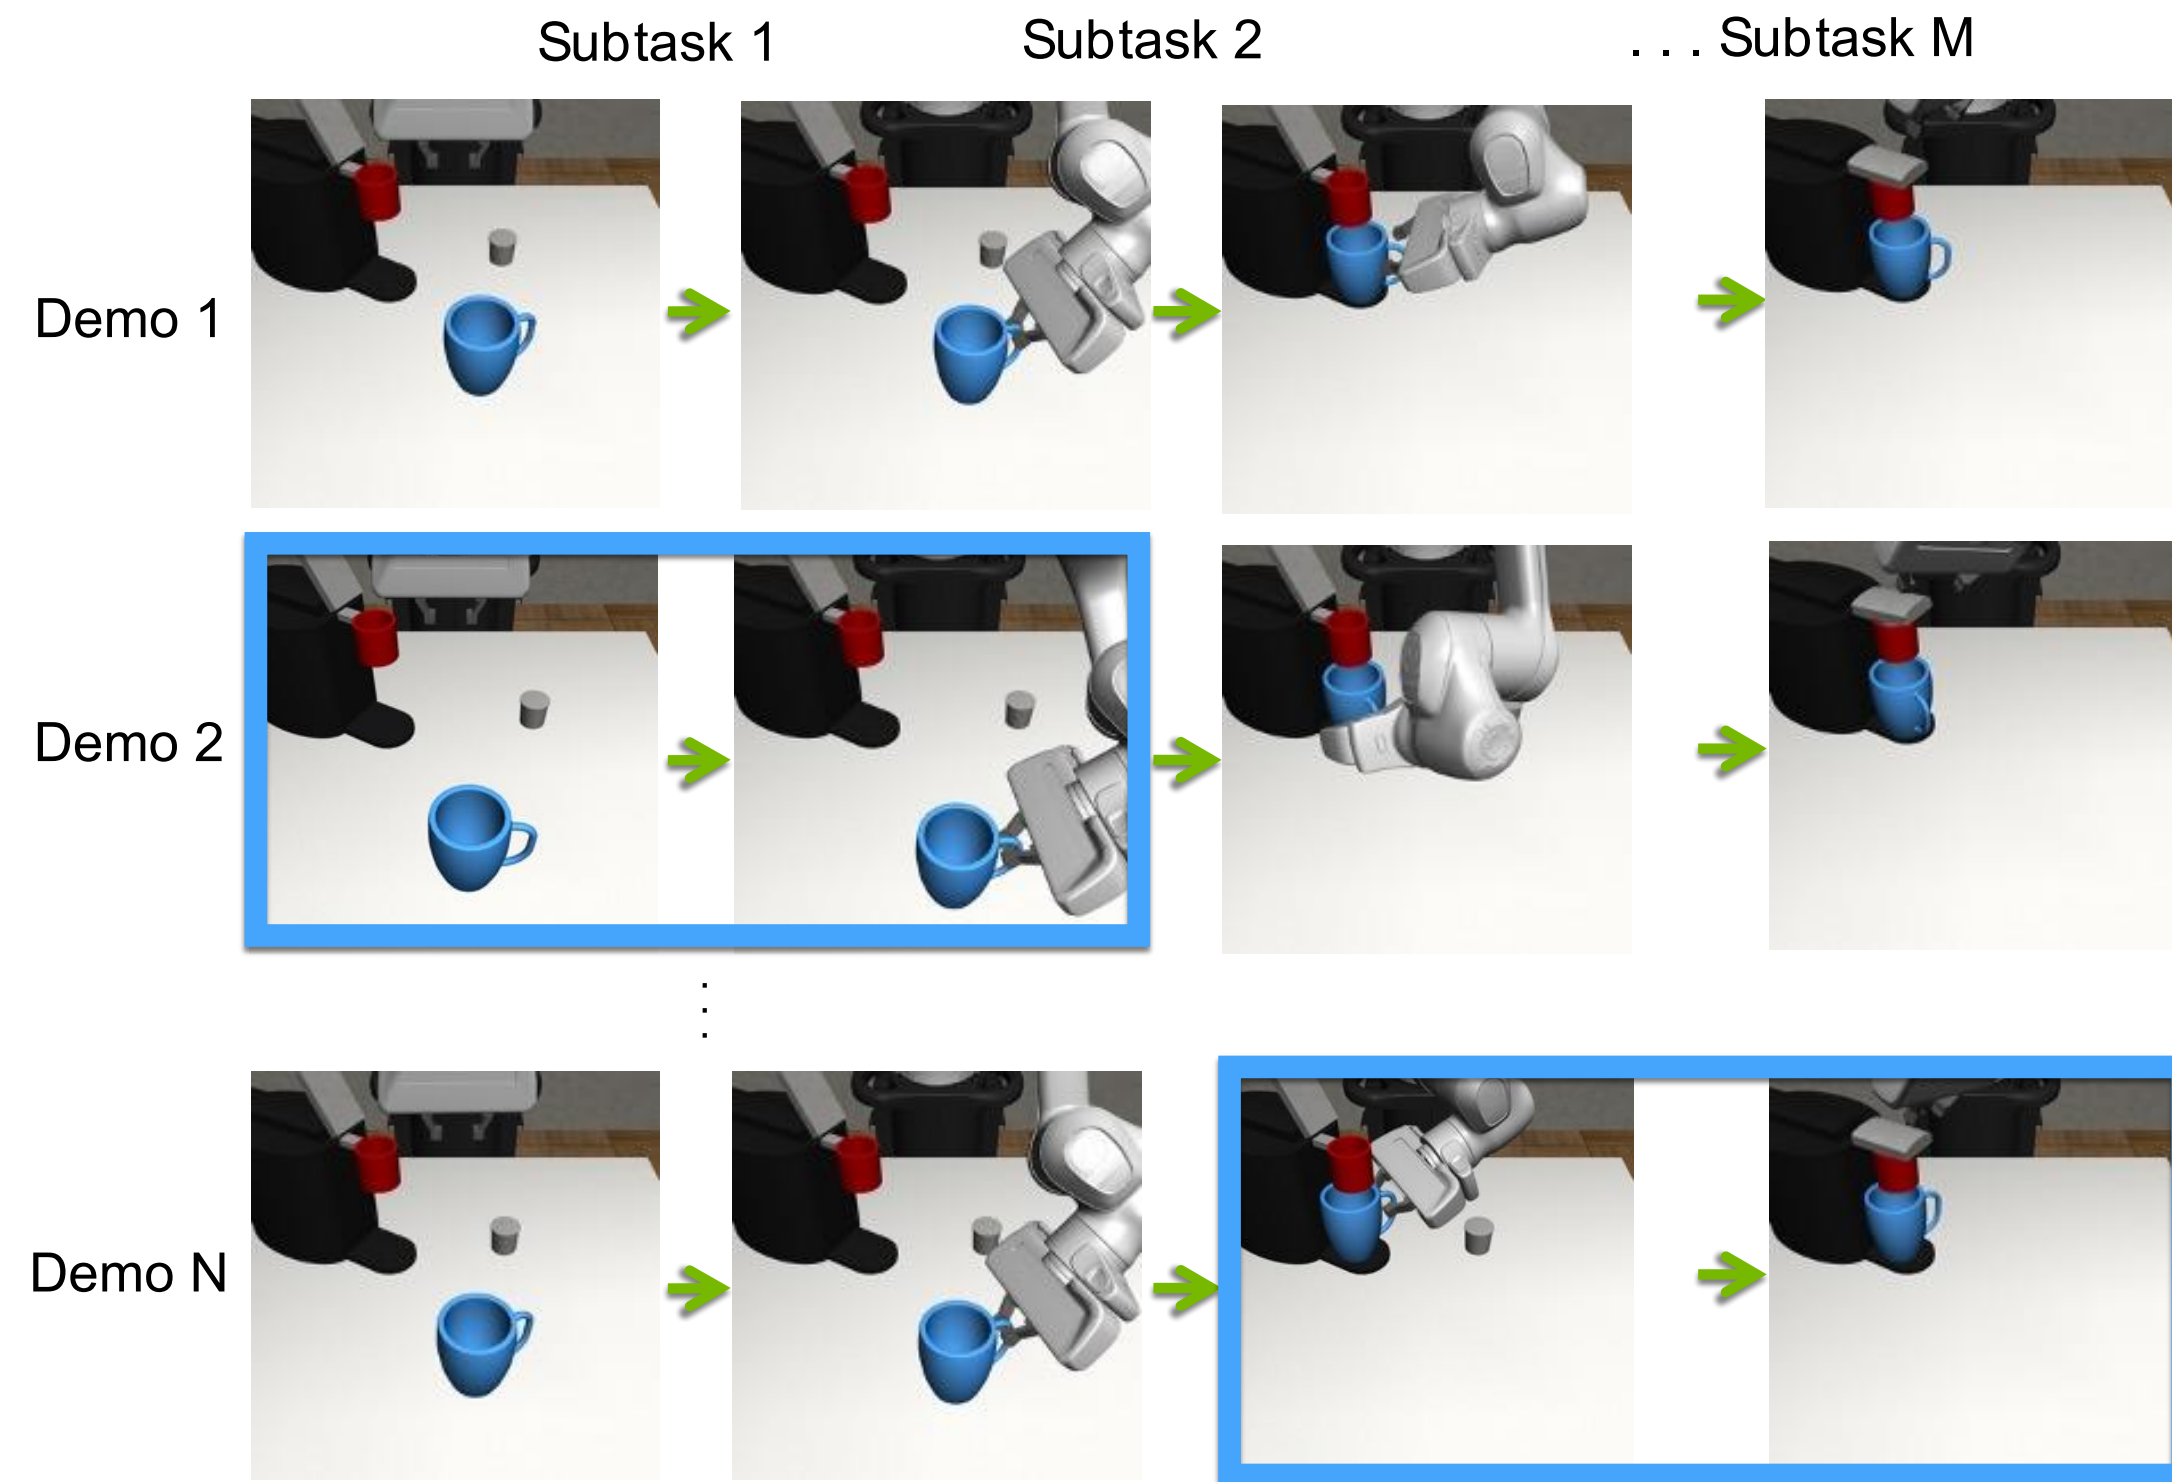 Subtask 1
Subtask 2
. . . Subtask M
Demo 1
Demo 2
.
.
.
Demo N